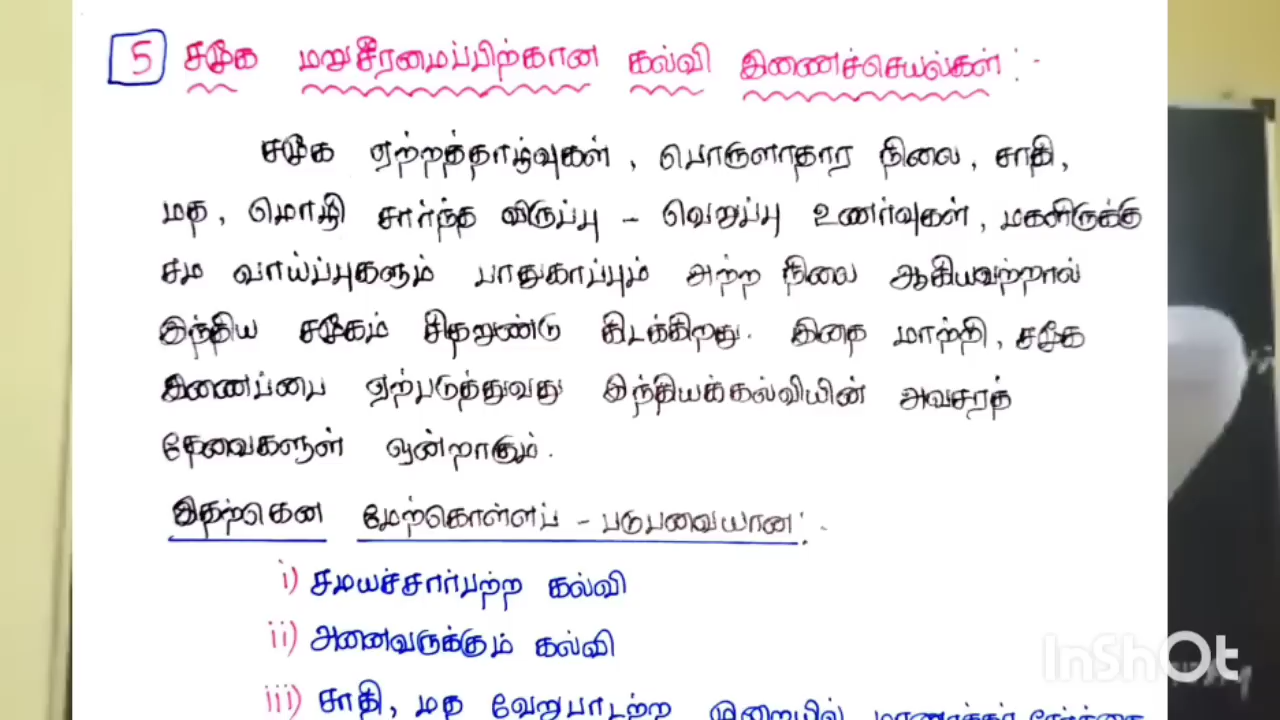 5 சமூக மறுசீரமைப்பிற்கான கல்வி இணைச்செயல்கள் :-
சமூக ஏற்றத்தாழ்வுகள், பொருளாதார நிலை, சாதி,
மத, மொழி சார்ந்த விருப்பு - வெறுப்பு உணர்வுகள், மகளிருக்கு
சம வாய்ப்புகளும் பாதுகாப்பும் அற்ற நிலை ஆகியவற்றால்
இந்திய சமூகம் சிதறுண்டு கிடக்கிறது. இதை மாற்றி, சமூக
இணைப்பை ஏற்படுத்துவது இந்தியக்கல்வியின் அவசரத்
தேவைகளுள் ஒன்றாகும்.
இதற்கென மேற்கொள்ளப் - படுபவையான :-
i) சமயச்சார்பற்ற கல்வி
ii) அனைவருக்கும் கல்வி
iii) சாதி, மத வேறுபாடற்ற முறையில் மாணாக்கர் சேர்க்கை
InShOt